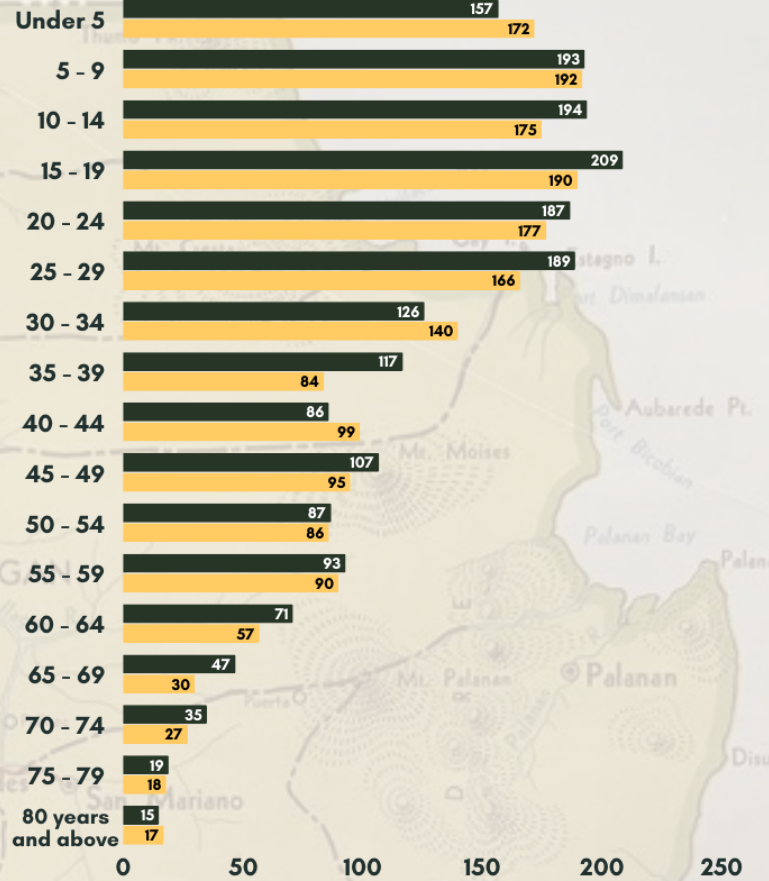 Under 5
157
172
5 - 9
193
192
10 - 14
194
175
15 - 19
209
190
20 - 24
187
177
25 - 29
189
166
Estagno I.
30 - 34
126
140
35 - 39
117
84
Aubarede Pt.
40 - 44
86
99
Port Bicobian
Mt. Moises
45 - 49
107
95
50 - 54
87
86
Palanan Bay
55 - 59
93
90
60 - 64
71
57
65 - 69
47
30
Mt. Palanan
Palanan
Palanan
70 - 74
35
27
75 - 79
19
18
San Mariano
80 years
and above
15
17
0 50 100 150 200 250